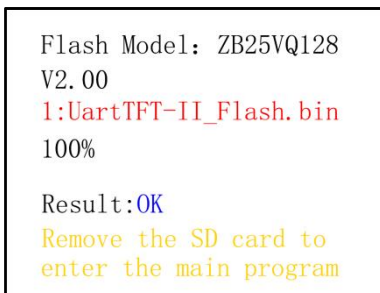 Flash Model: ZB25VQ128
V2.00
1:UartTFT-II_Flash.bin
100%
Result:OK
Remove the SD card to
enter the main program